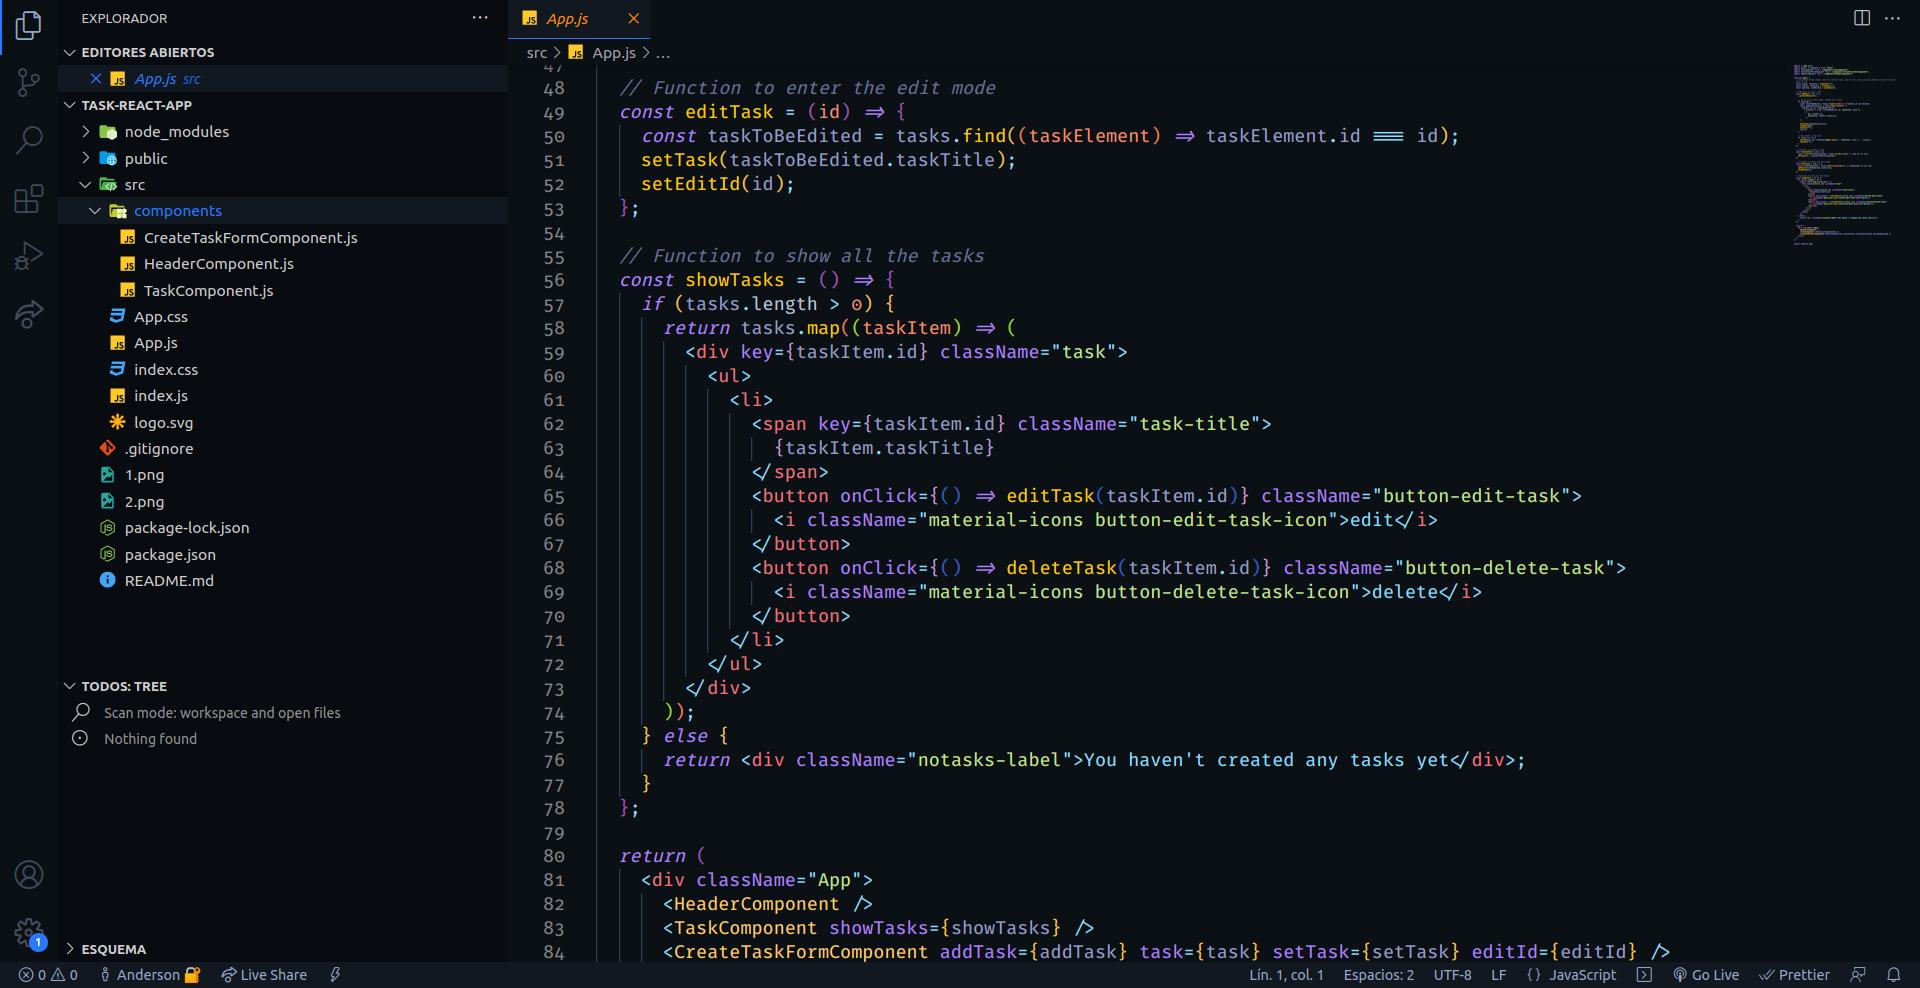 EXPLORADOR
EDITORES ABIERTOS
App.js src
TASK-REACT-APP
node_modules
public
src
components
CreateTaskFormComponent.js
HeaderComponent.js
TaskComponent.js
App.css
App.js
index.css
index.js
logo.svg
.gitignore
1.png
2.png
package-lock.json
package.json
README.md
TODOS: TREE
Scan mode: workspace and open files
Nothing found
ESQUEMA
App.js
src > App.js > ...
47
48 // Function to enter the edit mode
49 const editTask = (id) => {
50 const taskToBeEdited = tasks.find((taskElement) => taskElement.id === id);
51 setTask(taskToBeEdited.taskTitle);
52 setEditId(id);
53 };
54
55 // Function to show all the tasks
56 const showTasks = () => {
57 if (tasks.length > 0) {
58 return tasks.map((taskItem) => (
59 <div key={taskItem.id} className="task">
60 <ul>
61 <li>
62 <span key={taskItem.id} className="task-title">
63 {taskItem.taskTitle}
64 </span>
65 <button onClick={() => editTask(taskItem.id)} className="button-edit-task">
66 <i className="material-icons button-edit-task-icon">edit</i>
67 </button>
68 <button onClick={() => deleteTask(taskItem.id)} className="button-delete-task">
69 <i className="material-icons button-delete-task-icon">delete</i>
70 </button>
71 </li>
72 </ul>
73 </div>
74 ));
75 } else {
76 return <div className="notasks-label">You haven't created any tasks yet</div>;
77 }
78 };
79
80 return (
81 <div className="App">
82 <HeaderComponent />
83 <TaskComponent showTasks={showTasks} />
84 <CreateTaskFormComponent addTask={addTask} task={task} setTask={setTask} editId={editId} />
1
0 0 Anderson Live Share
Lín. 1, col. 1 Espacios: 2 UTF-8 LF {} JavaScript Go Live Prettier